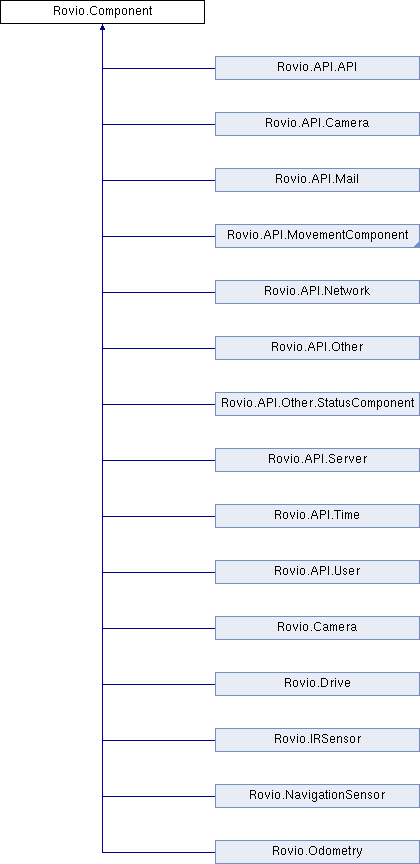 Rovio.Component
Rovio.API.API
Rovio.API.Camera
Rovio.API.Mail
Rovio.API.MovementComponent
Rovio.API.Network
Rovio.API.Other
Rovio.API.Other.StatusComponent
Rovio.API.Server
Rovio.API.Time
Rovio.API.User
Rovio.Camera
Rovio.Drive
Rovio.IRSensor
Rovio.NavigationSensor
Rovio.Odometry